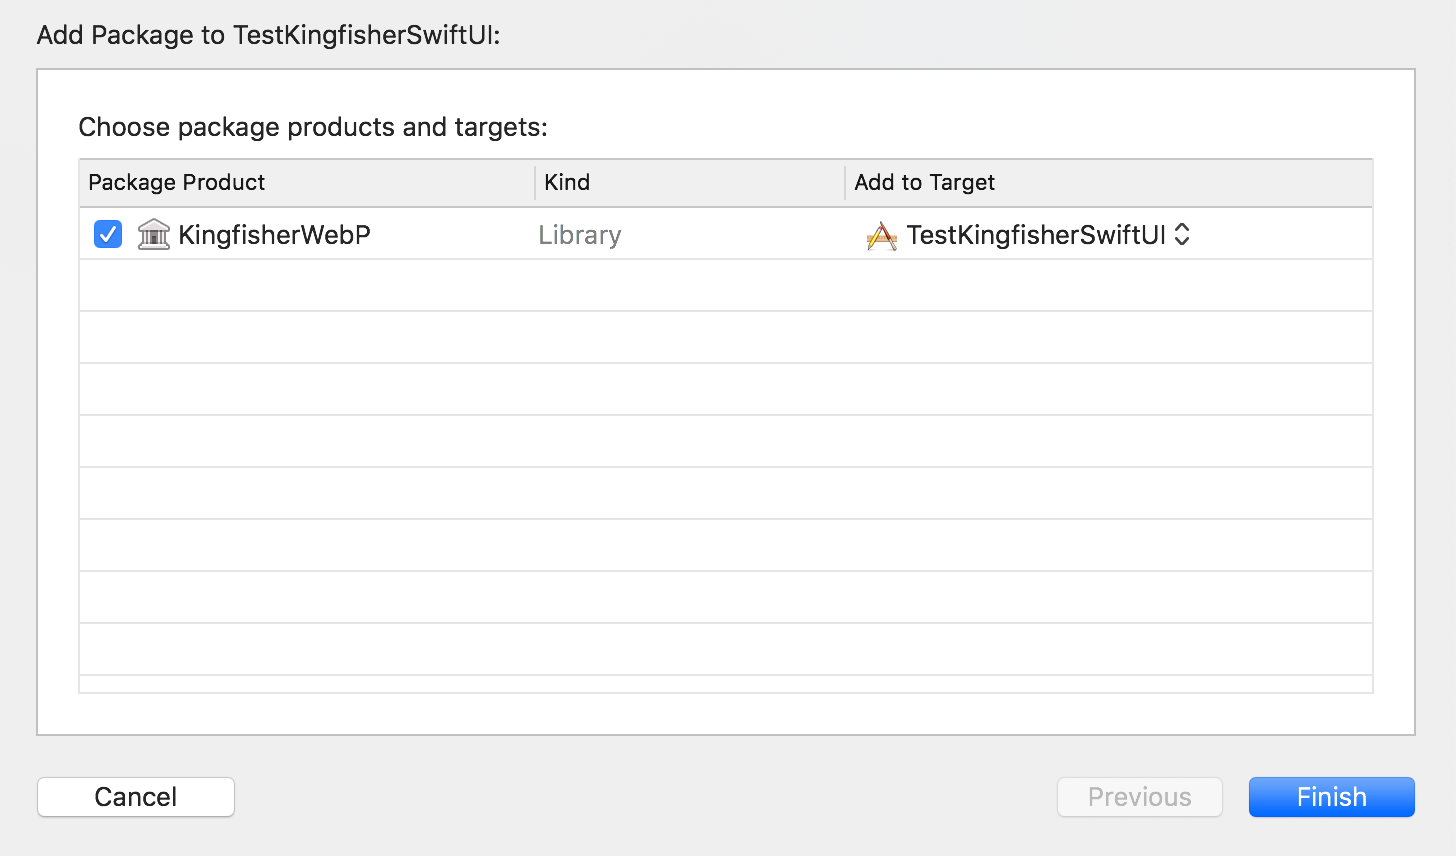 Add Package to TestKingfisherSwiftUI:
Choose package products and targets:
Package Product Kind Add to Target
KingfisherWebP Library TestKingfisherSwiftUI
Cancel Previous Finish